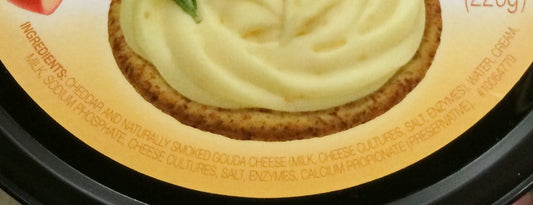 (226g)
INGREDIENTS: CHEDDAR AND NATURALLY SMOKED GOUDA CHEESE (MILK, CHEESE CULTURES, SALT, ENZYMES), WATER, CREAM,
MILK, SODIUM PHOSPHATE, CHEESE CULTURES, SALT, ENZYMES, CALCIUM PROPIONATE (PRESERVATIVE). #1036A779